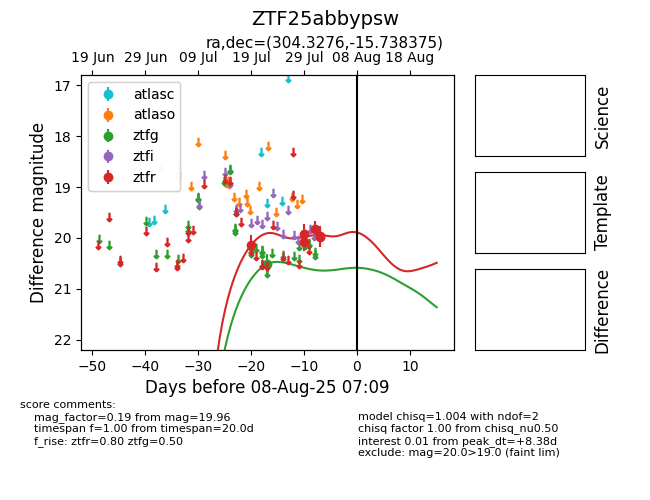 ZTF25abbypsw
ra,dec=(304.3276,-15.738375)
19 Jun 29 Jun 09 Jul 19 Jul 29 Jul 08 Aug 18 Aug
17
18
19
20
21
22
Difference magnitude
atlasc
atlaso
ztfg
ztfi
ztfr
−50 −40 −30 −20 −10 0 10
Days before 08-Aug-25 07:09
Science
Template
Difference
score comments:
mag_factor=0.19 from mag=19.96
timespan f=1.00 from timespan=20.0d
f_rise: ztfr=0.80 ztfg=0.50
model chisq=1.004 with ndof=2
chisq factor 1.00 from chisq_nu0.50
interest 0.01 from peak_dt=+8.38d
exclude: mag=20.0>19.0 (faint lim)